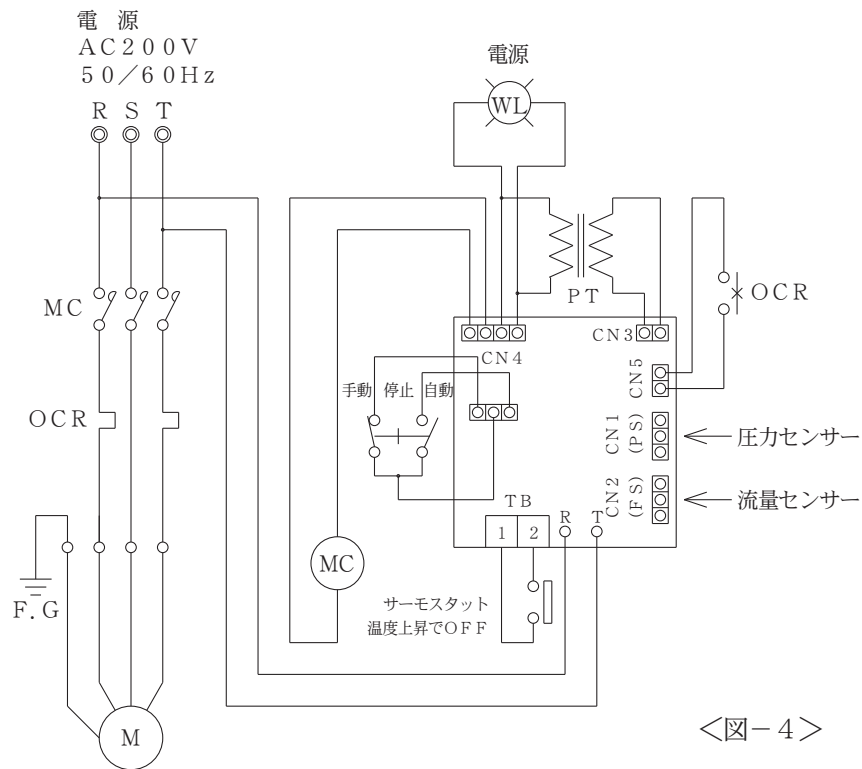 電 源
AC200V
50/60Hz
R S T
電源
WL
MC
PT
OCR
CN3
CN4
CN5
手動 停止 自動
OCR
CN1
(PS)
圧力センサー
CN2
(FS)
流量センサー
TB
R T
1 2
MC
サーモスタット
温度上昇でOFF
F.G
M
<図-4>